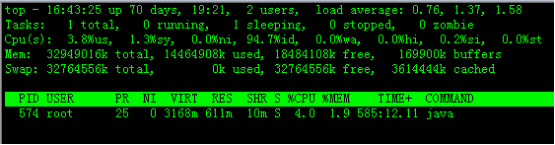 top - 16:43:25 up 70 days, 19:21, 2 users, load average: 0.76, 1.37, 1.58
Tasks: 1 total, 0 running, 1 sleeping, 0 stopped, 0 zombie
Cpu(s): 3.8%us, 1.3%sy, 0.0%ni, 94.7%id, 0.0%wa, 0.0%hi, 0.2%si, 0.0%st
Mem: 32949016k total, 14464908k used, 18484108k free, 169900k buffers
Swap: 32764556k total, 0k used, 32764556k free, 3614444k cached
PID USER PR NI VIRT RES SHR S %CPU %MEM TIME+ COMMAND
574 root 25 0 3168m 611m 10m S 4.0 1.9 585:12.11 java